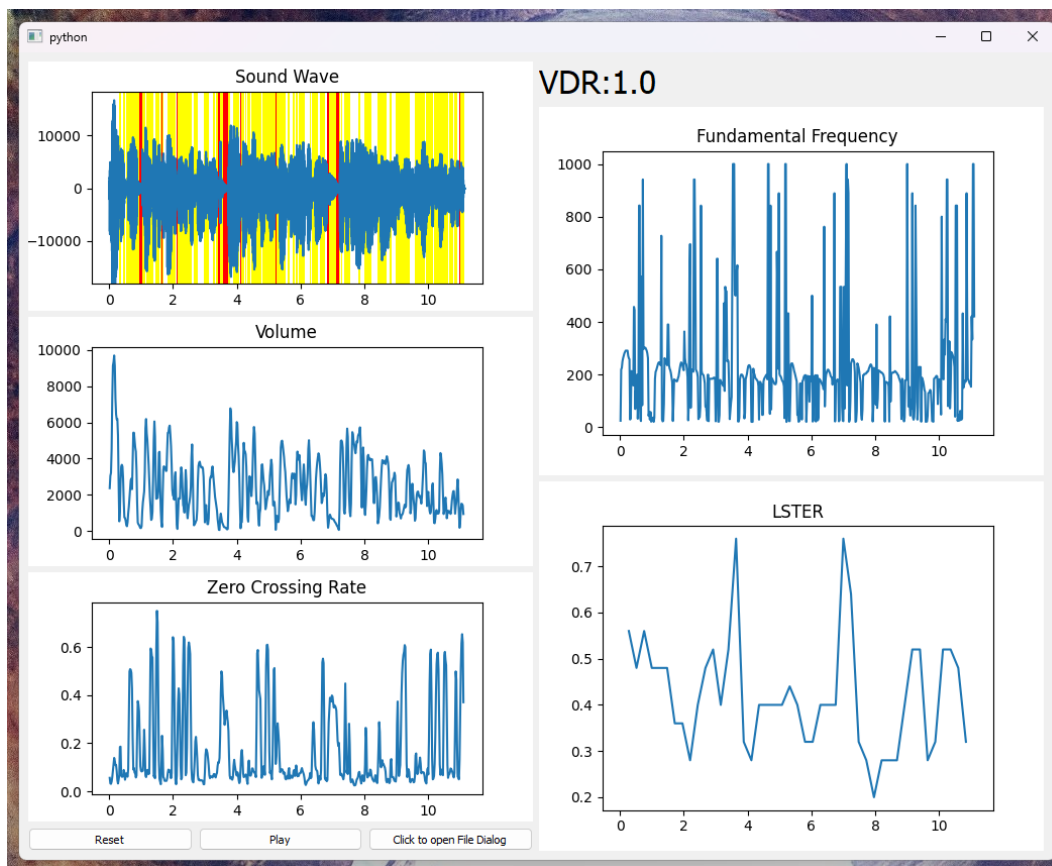 python
Sound Wave
10000
0
−10000
0 2 4 6 8 10
Volume
10000
8000
6000
4000
2000
0
0 2 4 6 8 10
Zero Crossing Rate
0.6
0.4
0.2
0.0
0 2 4 6 8 10
Reset Play Click to open File Dialog
VDR:1.0
Fundamental Frequency
1000
800
600
400
200
0
0 2 4 6 8 10
LSTER
0.7
0.6
0.5
0.4
0.3
0.2
0 2 4 6 8 10